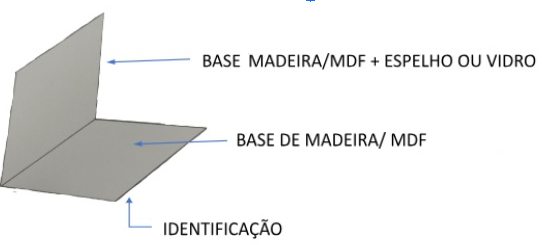 BASE MADEIRA/MDF + ESPELHO OU VIDRO
BASE DE MADEIRA/ MDF
IDENTIFICAÇÃO